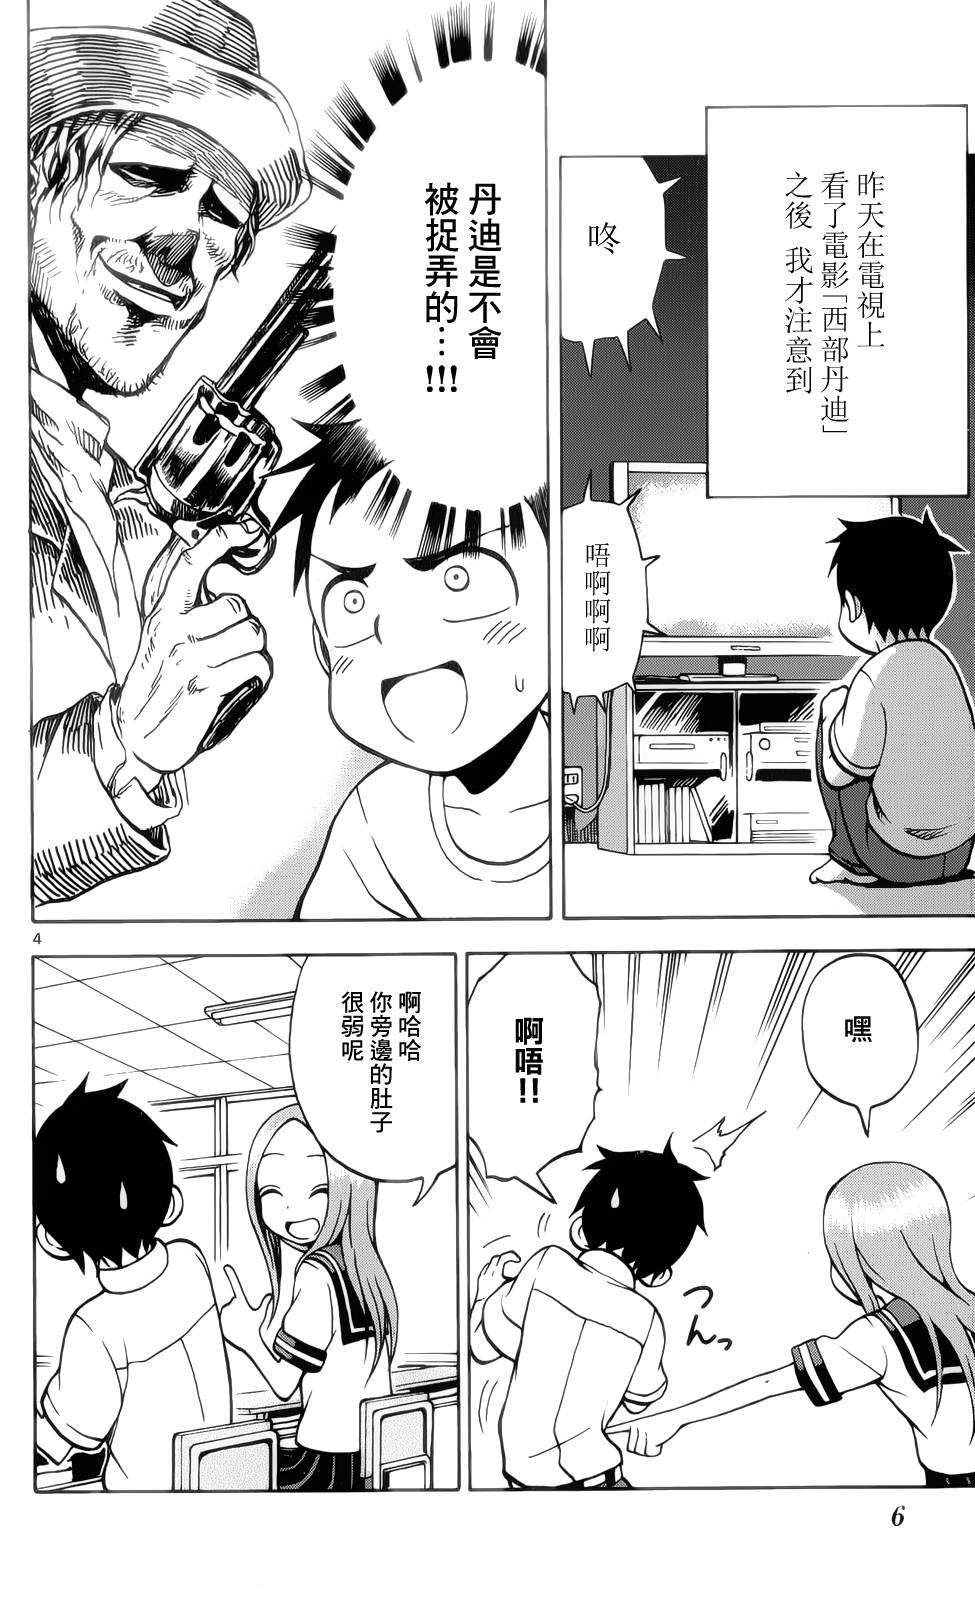 昨天在電視上
看了電影「西部丹迪」
之後 我才注意到
咚
唔啊啊啊
丹迪是不會
被捉弄的…
!!!
4
嘿
つんっ
啊唔!!
啊哈哈
你旁邊的肚子
很弱呢
6